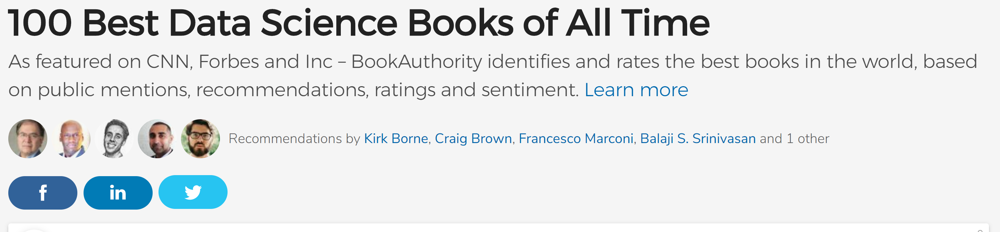 100 Best Data Science Books of All Time
As featured on CNN, Forbes and Inc – BookAuthority identifies and rates the best books in the world, based
on public mentions, recommendations, ratings and sentiment. Learn more
Recommendations by Kirk Borne, Craig Brown, Francesco Marconi, Balaji S. Srinivasan and 1 other
f in